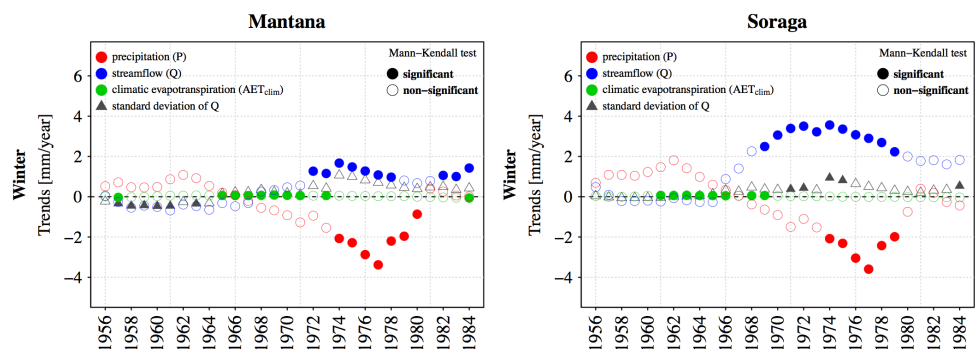 Mantana
precipitation (P)
streamflow (Q)
climatic evapotranspiration (AETclim)
standard deviation of Q
Mann−Kendall test
significant
non−significant
Winter
Trends [mm/year]
6
4
2
0
−2
−4
1956
1958
1960
1962
1964
1966
1968
1970
1972
1974
1976
1978
1980
1982
1984
Soraga
precipitation (P)
streamflow (Q)
climatic evapotranspiration (AETclim)
standard deviation of Q
Mann−Kendall test
significant
non−significant
Winter
Trends [mm/year]
6
4
2
0
−2
−4
1956
1958
1960
1962
1964
1966
1968
1970
1972
1974
1976
1978
1980
1982
1984